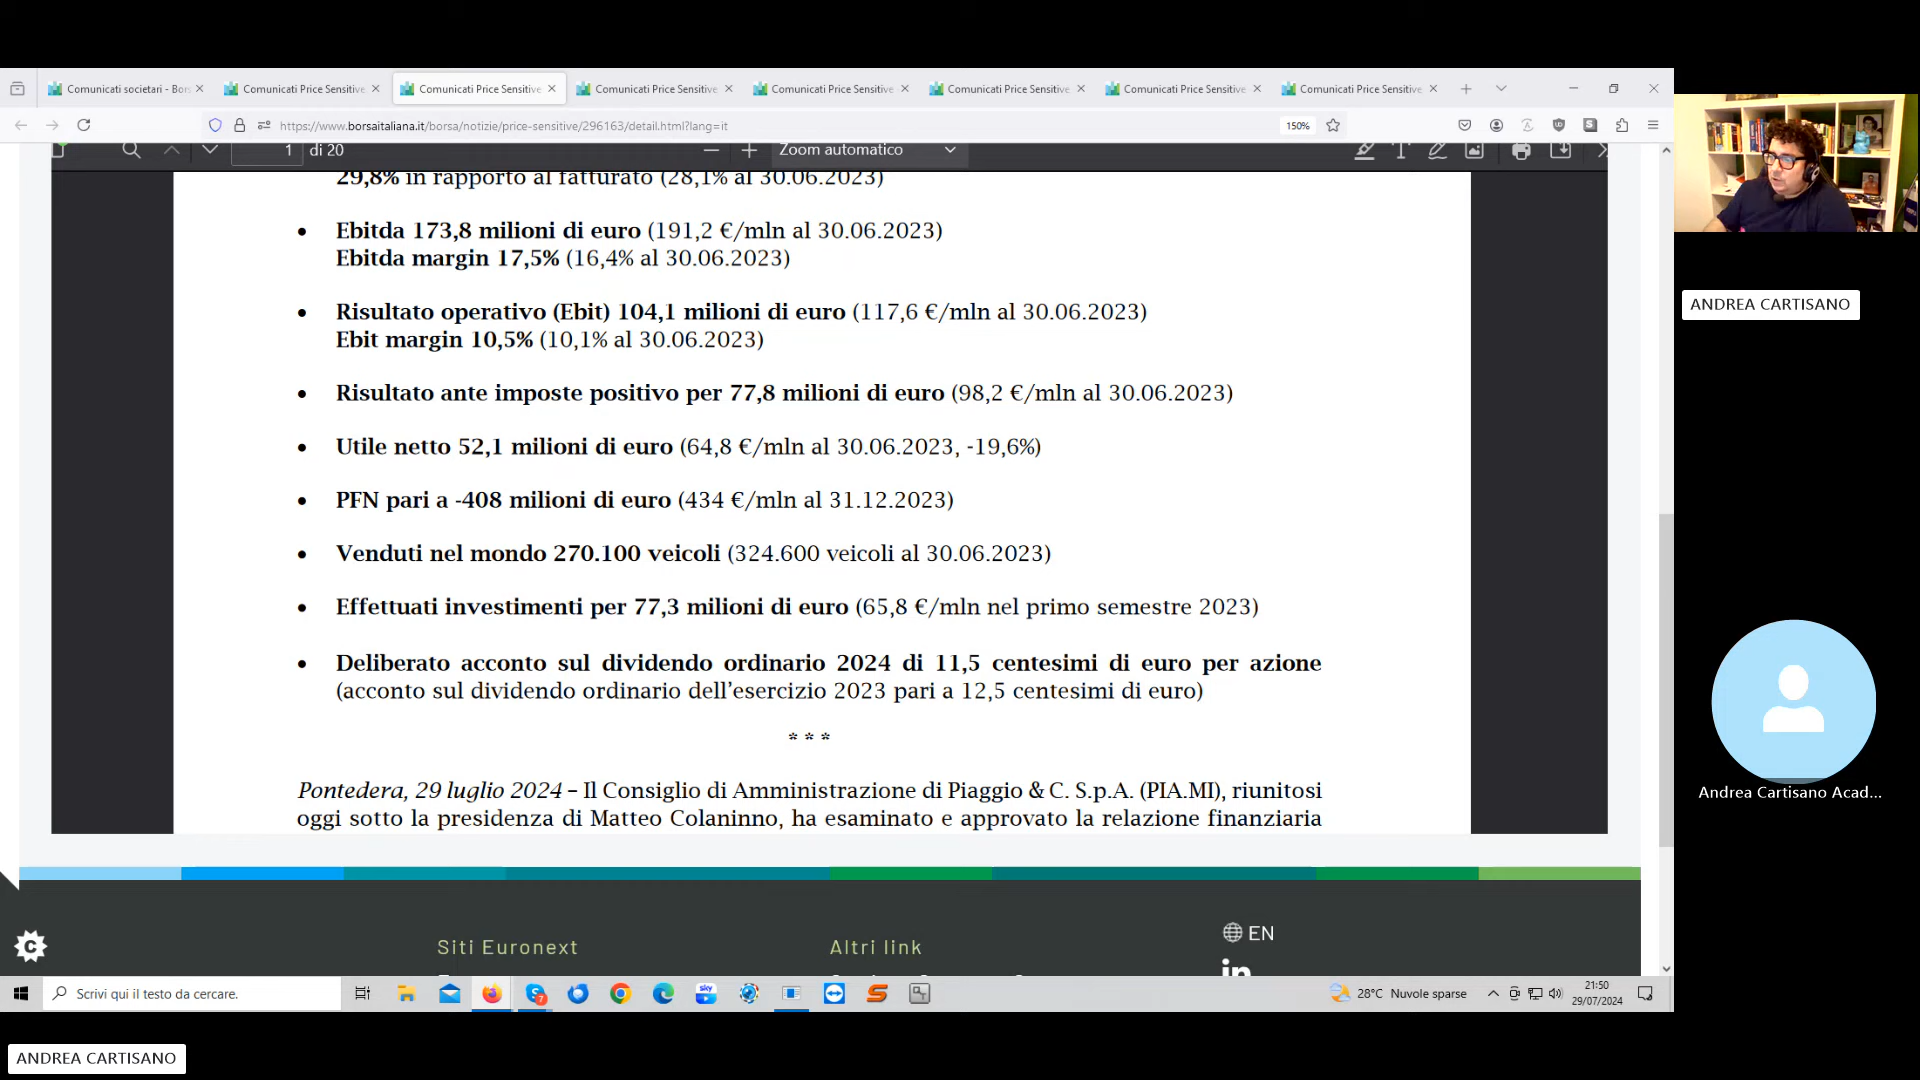 Comunicati societari - Bors
Comunicati Price Sensitive
Comunicati Price Sensitive
Comunicati Price Sensitive
Comunicati Price Sensitive
Comunicati Price Sensitive
Comunicati Price Sensitive
Comunicati Price Sensitive
https://www.borsaitaliana.it/borsa/notizie/price-sensitive/296163/detail.html?lang=it
150%
1 di 20
Zoom automatico
29,8% in rapporto al fatturato (28,1% al 30.06.2023)
• Ebitda 173,8 milioni di euro (191,2 €/mln al 30.06.2023)
Ebitda margin 17,5% (16,4% al 30.06.2023)
• Risultato operativo (Ebit) 104,1 milioni di euro (117,6 €/mln al 30.06.2023)
Ebit margin 10,5% (10,1% al 30.06.2023)
• Risultato ante imposte positivo per 77,8 milioni di euro (98,2 €/mln al 30.06.2023)
• Utile netto 52,1 milioni di euro (64,8 €/mln al 30.06.2023, -19,6%)
• PFN pari a -408 milioni di euro (434 €/mln al 31.12.2023)
• Venduti nel mondo 270.100 veicoli (324.600 veicoli al 30.06.2023)
• Effettuati investimenti per 77,3 milioni di euro (65,8 €/mln nel primo semestre 2023)
• Deliberato acconto sul dividendo ordinario 2024 di 11,5 centesimi di euro per azione
(acconto sul dividendo ordinario dell'esercizio 2023 pari a 12,5 centesimi di euro)
* * *
Pontedera, 29 luglio 2024 – Il Consiglio di Amministrazione di Piaggio & C. S.p.A. (PIA.MI), riunitosi
oggi sotto la presidenza di Matteo Colaninno, ha esaminato e approvato la relazione finanziaria
Siti Euronext
Altri link
EN
in
Scrivi qui il testo da cercare.
sky
28°C Nuvole sparse
21:50
29/07/2024
ANDREA CARTISANO
Andrea Cartisano Acad...
ANDREA CARTISANO